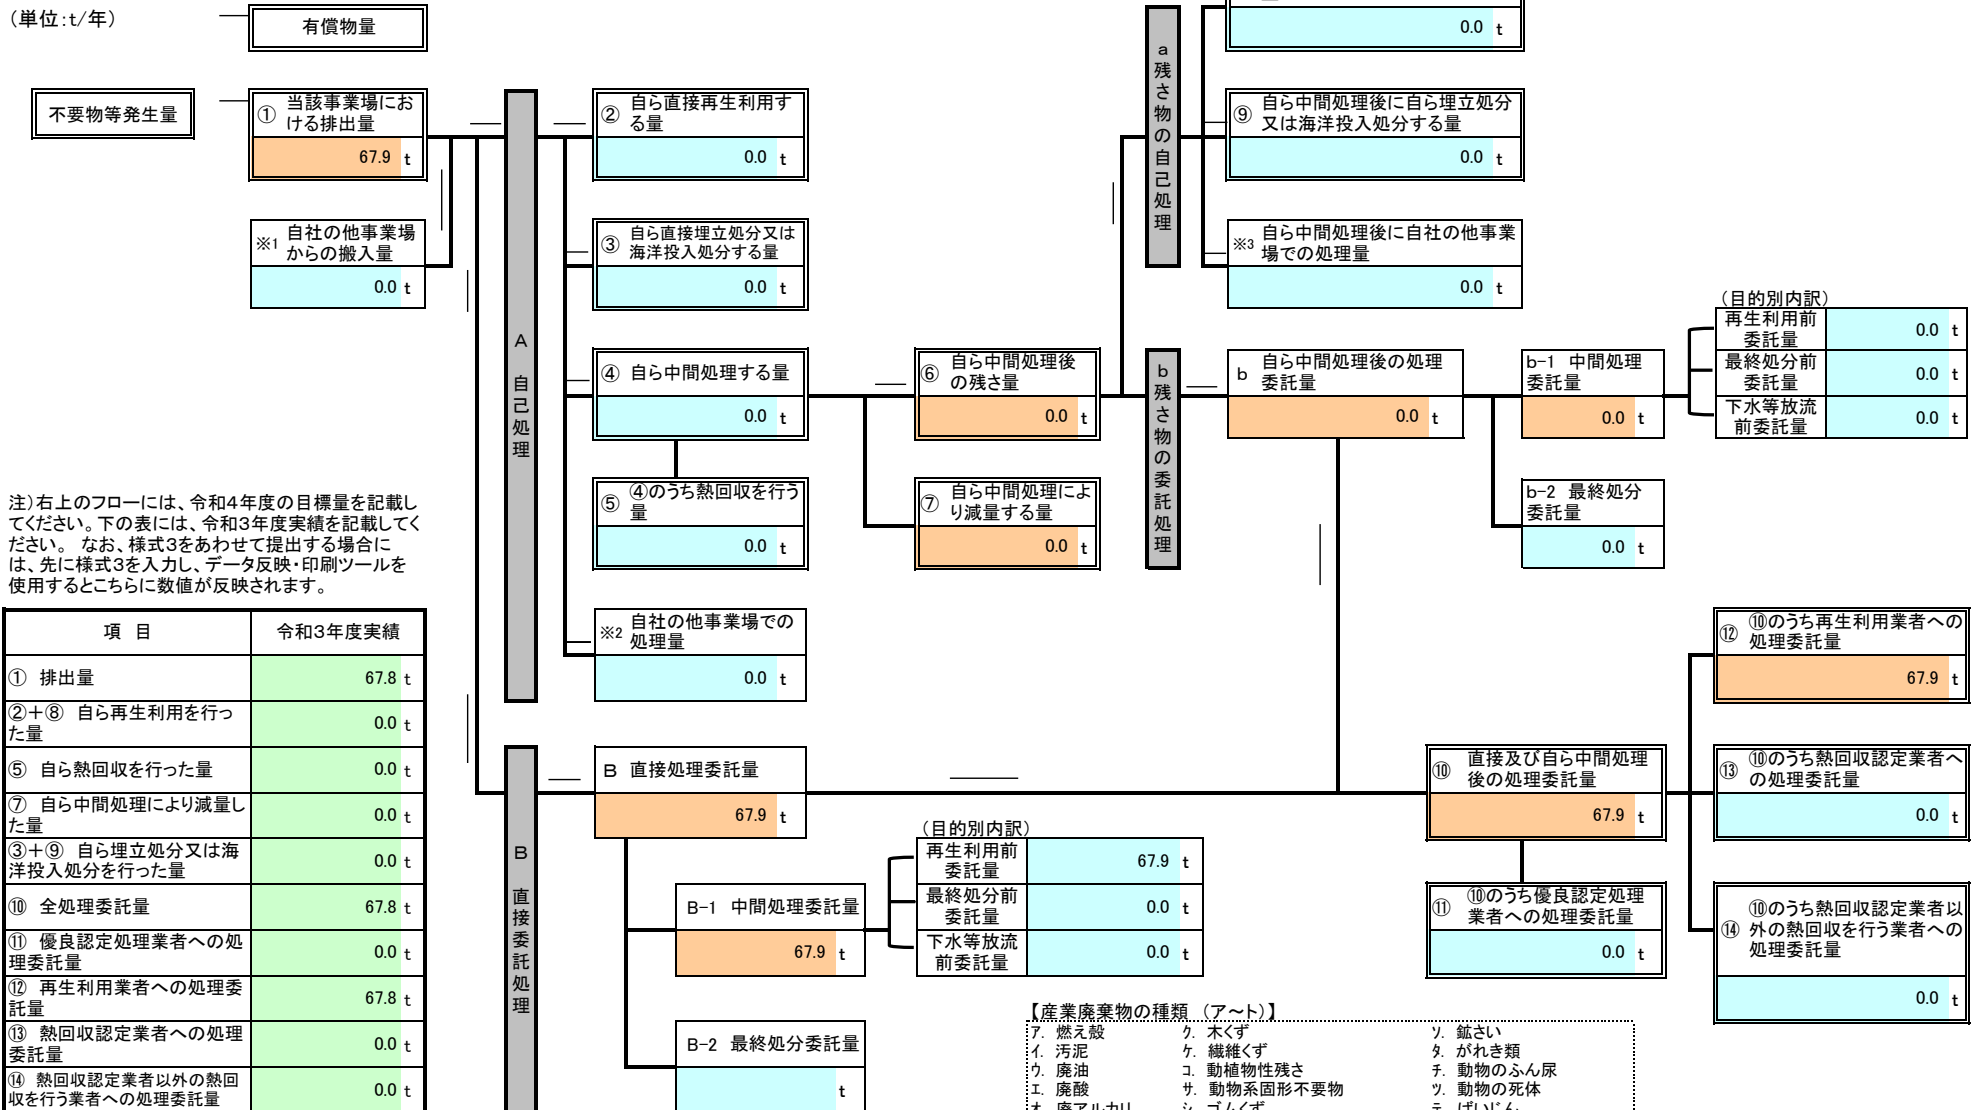 （単位：t/年）
有償物量
0.0 t
不要物等発生量
① 当該事業場にお
ける排出量
67.9 t
※1 自社の他事業場
からの搬入量
0.0 t
A 自己処理
② 自ら直接再生利用す
る量
0.0 t
③ 自ら直接埋立処分又は
海洋投入処分する量
0.0 t
④ 自ら中間処理する量
0.0 t
⑤ ④のうち熱回収を行う
量
0.0 t
※2 自社の他事業場での
処理量
0.0 t
⑥ 自ら中間処理後
の残さ量
0.0 t
⑦ 自ら中間処理によ
り減量する量
0.0 t
a 残さ物の自己処理
⑨ 自ら中間処理後に自ら埋立処分
又は海洋投入処分する量
0.0 t
※3 自ら中間処理後に自社の他事業
場での処理量
0.0 t
b 残さ物の委託処理
b 自ら中間処理後の処理
委託量
0.0 t
b-1 中間処理
委託量
0.0 t
b-2 最終処分
委託量
0.0 t
（目的別内訳）
再生利用前
委託量
0.0 t
最終処分前
委託量
0.0 t
下水等放流
前委託量
0.0 t
注）右上のフローには、令和４年度の目標量を記載し
てください。下の表には、令和３年度実績を記載してく
ださい。 なお、様式３をあわせて提出する場合に
は、先に様式３を入力し、データ反映・印刷ツールを
使用するとこちらに数値が反映されます。
項 目 令和３年度実績
① 排出量 67.8 t
②＋⑧ 自ら再生利用を行っ
た量 0.0 t
⑤ 自ら熱回収を行った量 0.0 t
⑦ 自ら中間処理により減量し
た量 0.0 t
③＋⑨ 自ら埋立処分又は海
洋投入処分を行った量 0.0 t
⑩ 全処理委託量 67.8 t
⑪ 優良認定処理業者への処
理委託量 0.0 t
⑫ 再生利用業者への処理委
託量 67.8 t
⑬ 熱回収認定業者への処理
委託量 0.0 t
⑭ 熱回収認定業者以外の熱回
収を行う業者への処理委託量 0.0 t
B 直接委託処理
B 直接処理委託量
67.9 t
B-1 中間処理委託量
67.9 t
B-2 最終処分委託量
t
（目的別内訳）
再生利用前
委託量
67.9 t
最終処分前
委託量
0.0 t
下水等放流
前委託量
0.0 t
⑩ 直接及び自ら中間処理
後の処理委託量
67.9 t
⑪ ⑩のうち優良認定処理
業者への処理委託量
0.0 t
⑫ ⑩のうち再生利用業者への
処理委託量
67.9 t
⑬ ⑩のうち熱回収認定業者へ
の処理委託量
0.0 t
⑭ ⑩のうち熱回収認定業者以
外の熱回収を行う業者への
処理委託量
0.0 t
【産業廃棄物の種類 （ア～ト）】
ｱ. 燃え殻 ｸ. 木くず ｿ. 鉱さい
ｲ. 汚泥 ｹ. 繊維くず ﾀ. がれき類
ｳ. 廃油 ｺ. 動植物性残さ ﾁ. 動物のふん尿
ｴ. 廃酸 ｻ. 動物系固形不要物 ﾂ. 動物の死体
ｵ. 廃アルカリ ｼ. ゴムくず ﾃ. ばいじん